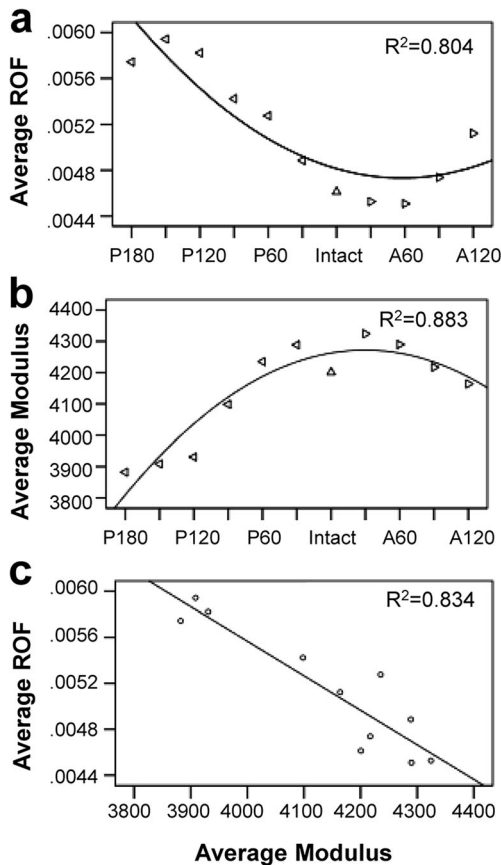 a
R²=0.804
Average ROF
.0060
.0056
.0052
.0048
.0044
P180 P120 P60 Intact A60 A120
b
R²=0.883
Average Modulus
4400
4300
4200
4100
4000
3900
3800
P180 P120 P60 Intact A60 A120
c
R²=0.834
Average ROF
.0060
.0056
.0052
.0048
.0044
3800 3900 4000 4100 4200 4300 4400
Average Modulus